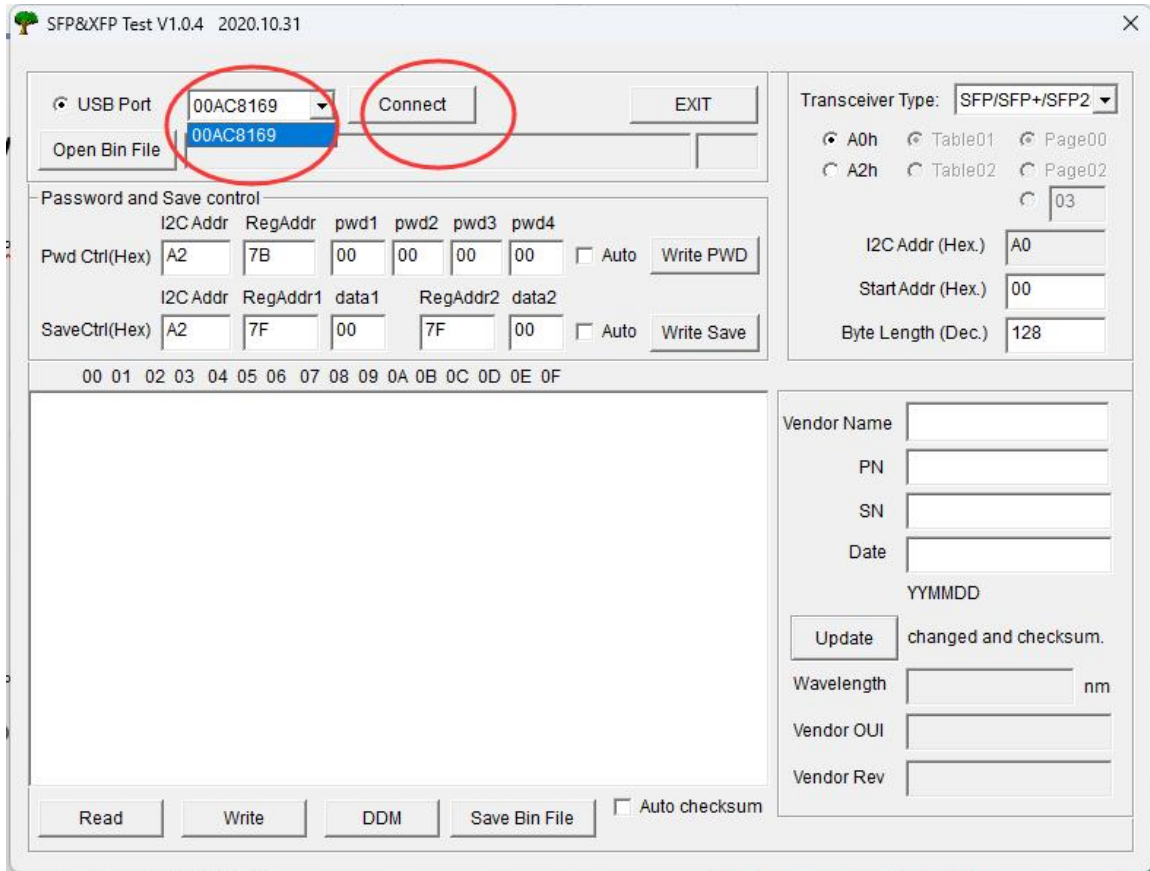 SFP&XFP Test V1.0.4 2020.10.31
USB Port 00AC8169 Connect EXIT
00AC8169
Open Bin File
Transceiver Type: SFP/SFP+/SFP2
A0h Table01 Page00
A2h Table02 Page02
03
I2C Addr (Hex.) A0
Start Addr (Hex.) 00
Byte Length (Dec.) 128
Password and Save control
I2C Addr RegAddr pwd1 pwd2 pwd3 pwd4
Pwd Ctrl(Hex) A2 7B 00 00 00 00 Auto Write PWD
I2C Addr RegAddr1 data1 RegAddr2 data2
SaveCtrl(Hex) A2 7F 00 7F 00 Auto Write Save
00 01 02 03 04 05 06 07 08 09 0A 0B 0C 0D 0E 0F
Vendor Name
PN
SN
Date
YYMMDD
Update changed and checksum.
Wavelength nm
Vendor OUI
Vendor Rev
Read Write DDM Save Bin File Auto checksum